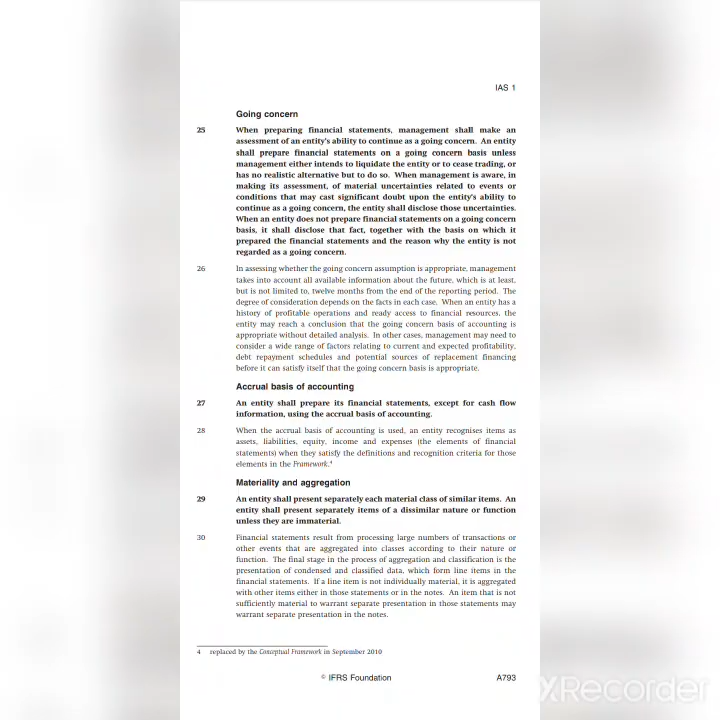 IAS 1
Going concern
25 When preparing financial statements, management shall make an
assessment of an entity's ability to continue as a going concern. An entity
shall prepare financial statements on a going concern basis unless
management either intends to liquidate the entity or to cease trading, or
has no realistic alternative but to do so. When management is aware, in
making its assessment, of material uncertainties related to events or
conditions that may cast significant doubt upon the entity's ability to
continue as a going concern, the entity shall disclose those uncertainties.
When an entity does not prepare financial statements on a going concern
basis, it shall disclose that fact, together with the basis on which it
prepared the financial statements and the reason why the entity is not
regarded as a going concern.
26 In assessing whether the going concern assumption is appropriate, management
takes into account all available information about the future, which is at least,
but is not limited to, twelve months from the end of the reporting period. The
degree of consideration depends on the facts in each case. When an entity has a
history of profitable operations and ready access to financial resources, the
entity may reach a conclusion that the going concern basis of accounting is
appropriate without detailed analysis. In other cases, management may need to
consider a wide range of factors relating to current and expected profitability,
debt repayment schedules and potential sources of replacement financing
before it can satisfy itself that the going concern basis is appropriate.
Accrual basis of accounting
27 An entity shall prepare its financial statements, except for cash flow
information, using the accrual basis of accounting.
28 When the accrual basis of accounting is used, an entity recognises items as
assets, liabilities, equity, income and expenses (the elements of financial
statements) when they satisfy the definitions and recognition criteria for those
elements in the Framework.4
Materiality and aggregation
29 An entity shall present separately each material class of similar items. An
entity shall present separately items of a dissimilar nature or function
unless they are immaterial.
30 Financial statements result from processing large numbers of transactions or
other events that are aggregated into classes according to their nature or
function. The final stage in the process of aggregation and classification is the
presentation of condensed and classified data, which form line items in the
financial statements. If a line item is not individually material, it is aggregated
with other items either in those statements or in the notes. An item that is not
sufficiently material to warrant separate presentation in those statements may
warrant separate presentation in the notes.
4 replaced by the Conceptual Framework in September 2010
© IFRS Foundation A793
XRecorder